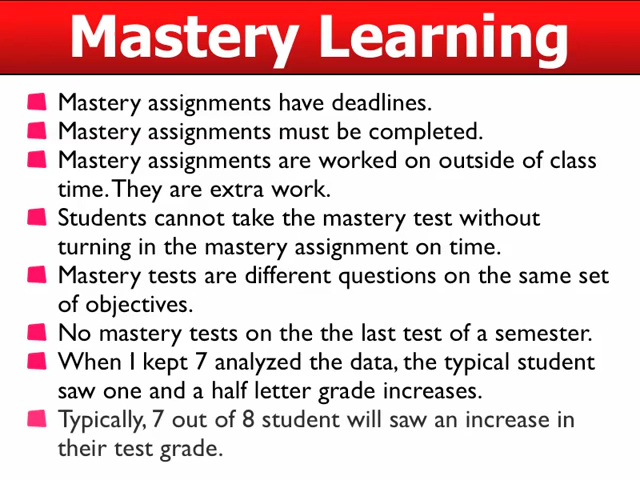 Mastery Learning
Mastery assignments have deadlines.
Mastery assignments must be completed.
Mastery assignments are worked on outside of class
time. They are extra work.
Students cannot take the mastery test without
turning in the mastery assignment on time.
Mastery tests are different questions on the same set
of objectives.
No mastery tests on the the last test of a semester.
When I kept 7 analyzed the data, the typical student
saw one and a half letter grade increases.
Typically, 7 out of 8 student will saw an increase in
their test grade.